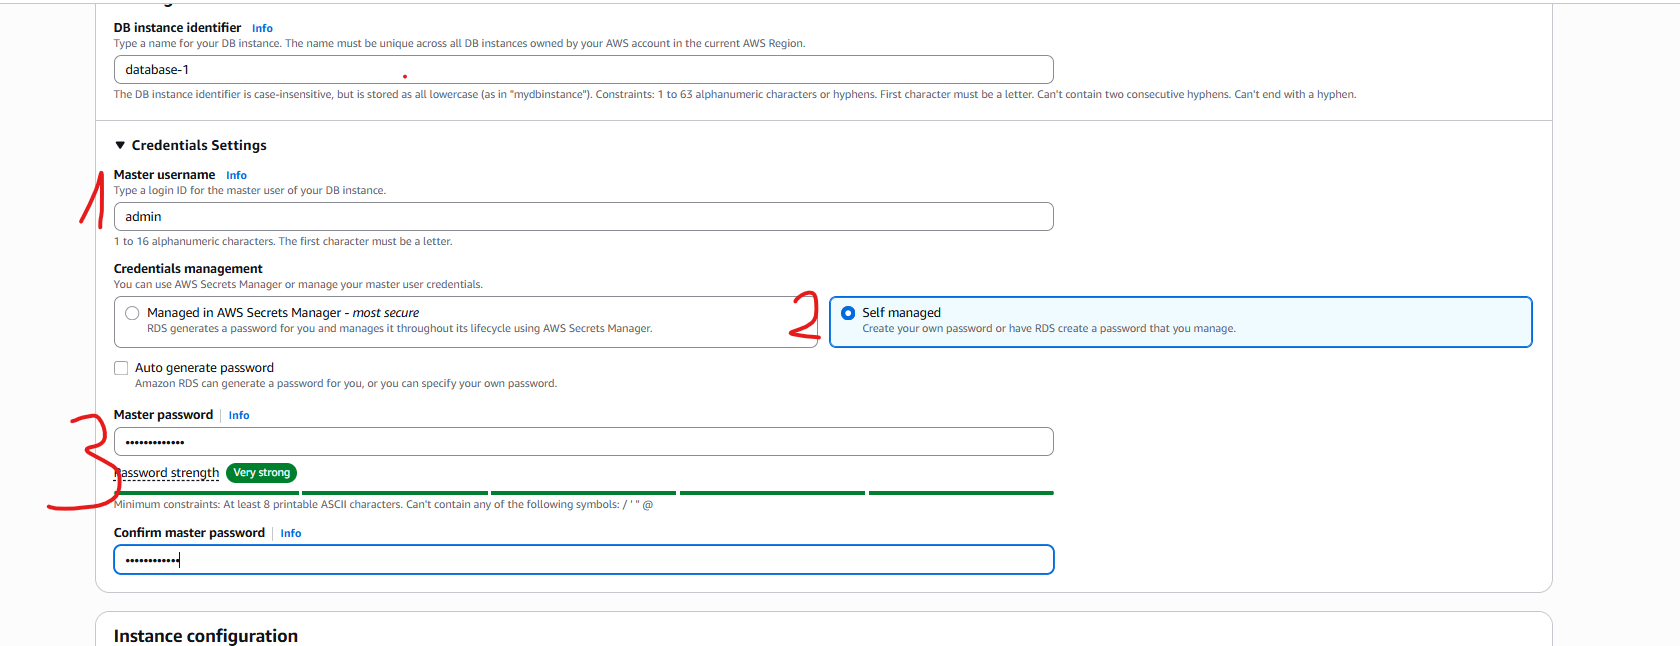 DB instance identifier Info
Type a name for your DB instance. The name must be unique across all DB instances owned by your AWS account in the current AWS Region.
database-1
The DB instance identifier is case-insensitive, but is stored as all lowercase (as in "mydbinstance"). Constraints: 1 to 63 alphanumeric characters or hyphens. First character must be a letter. Can't contain two consecutive hyphens. Can't end with a hyphen.
▼ Credentials Settings
1
Master username Info
Type a login ID for the master user of your DB instance.
admin
1 to 16 alphanumeric characters. The first character must be a letter.
Credentials management
You can use AWS Secrets Manager or manage your master user credentials.
Managed in AWS Secrets Manager - most secure
RDS generates a password for you and manages it throughout its lifecycle using AWS Secrets Manager.
2
Self managed
Create your own password or have RDS create a password that you manage.
Auto generate password
Amazon RDS can generate a password for you, or you can specify your own password.
3
Master password Info
•••••••••••••
Password strength Very strong
Minimum constraints: At least 8 printable ASCII characters. Can't contain any of the following symbols: / ' " @
Confirm master password Info
••••••••••••
Instance configuration